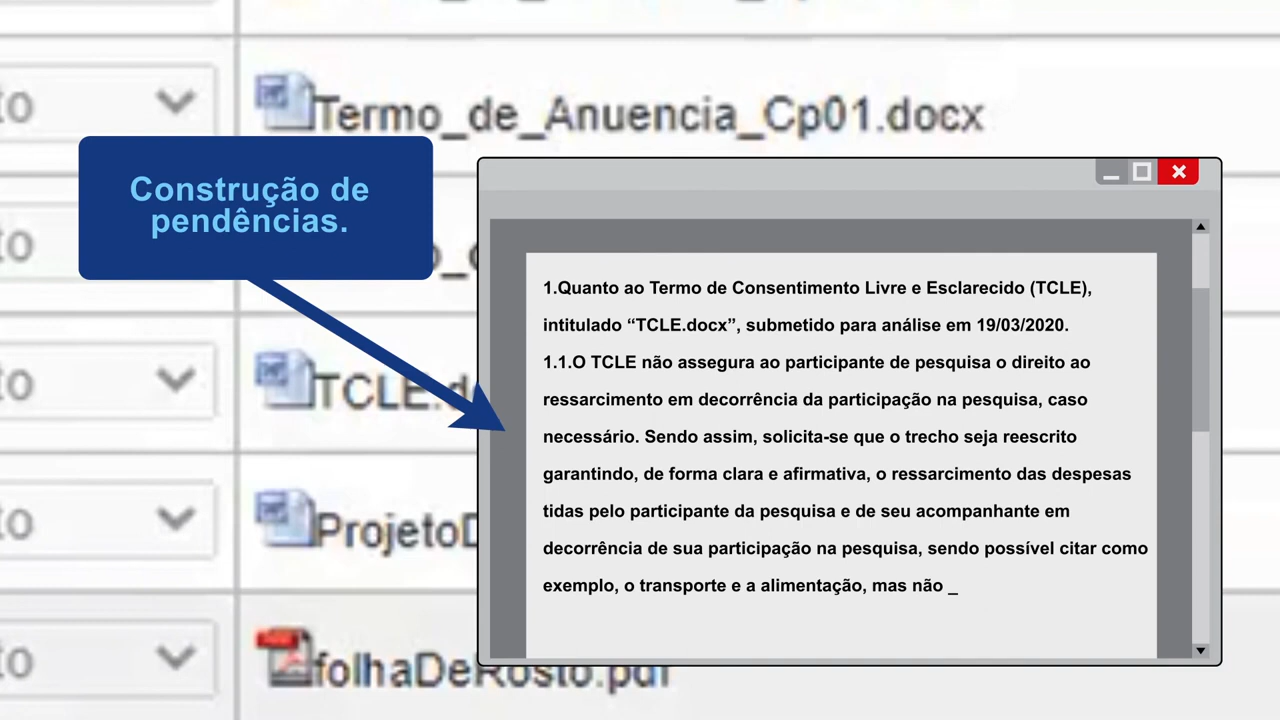 Termo_de_Anuencia_Cp01.docx
Construção de
pendências.
1.Quanto ao Termo de Consentimento Livre e Esclarecido (TCLE),
intitulado “TCLE.docx”, submetido para análise em 19/03/2020.
1.1.O TCLE não assegura ao participante de pesquisa o direito ao
ressarcimento em decorrência da participação na pesquisa, caso
necessário. Sendo assim, solicita-se que o trecho seja reescrito
garantindo, de forma clara e afirmativa, o ressarcimento das despesas
tidas pelo participante da pesquisa e de seu acompanhante em
decorrência de sua participação na pesquisa, sendo possível citar como
exemplo, o transporte e a alimentação, mas não _
TCLE.d
ProjetoD
folhaDeRosto.pdf